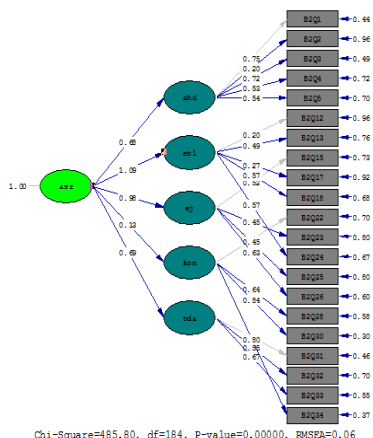 1.00
asr
0.68
1.09
0.98
0.13
0.69
ahd
esl
ej
kon
tda
0.75
0.20
0.72
0.53
0.54
0.20
0.49
0.27
0.57
0.52
0.57
0.45
0.45
0.63
0.64
0.84
0.80
0.67
B2Q1 0.44
B2Q2 0.96
B2Q3 0.49
B2Q4 0.72
B2Q5 0.70
B2Q12 0.96
B2Q13 0.76
B2Q15 0.73
B2Q17 0.92
B2Q18 0.68
B2Q22 0.70
B2Q23 0.80
B2Q24 0.67
B2Q25 0.80
B2Q26 0.60
B2Q28 0.58
B2Q30 0.30
B2Q31 0.46
B2Q32 0.70
B2Q33 0.55
B2Q34 0.37
Chi-Square=485.80, df=184, P-value=0.00000, RMSEA=0.06